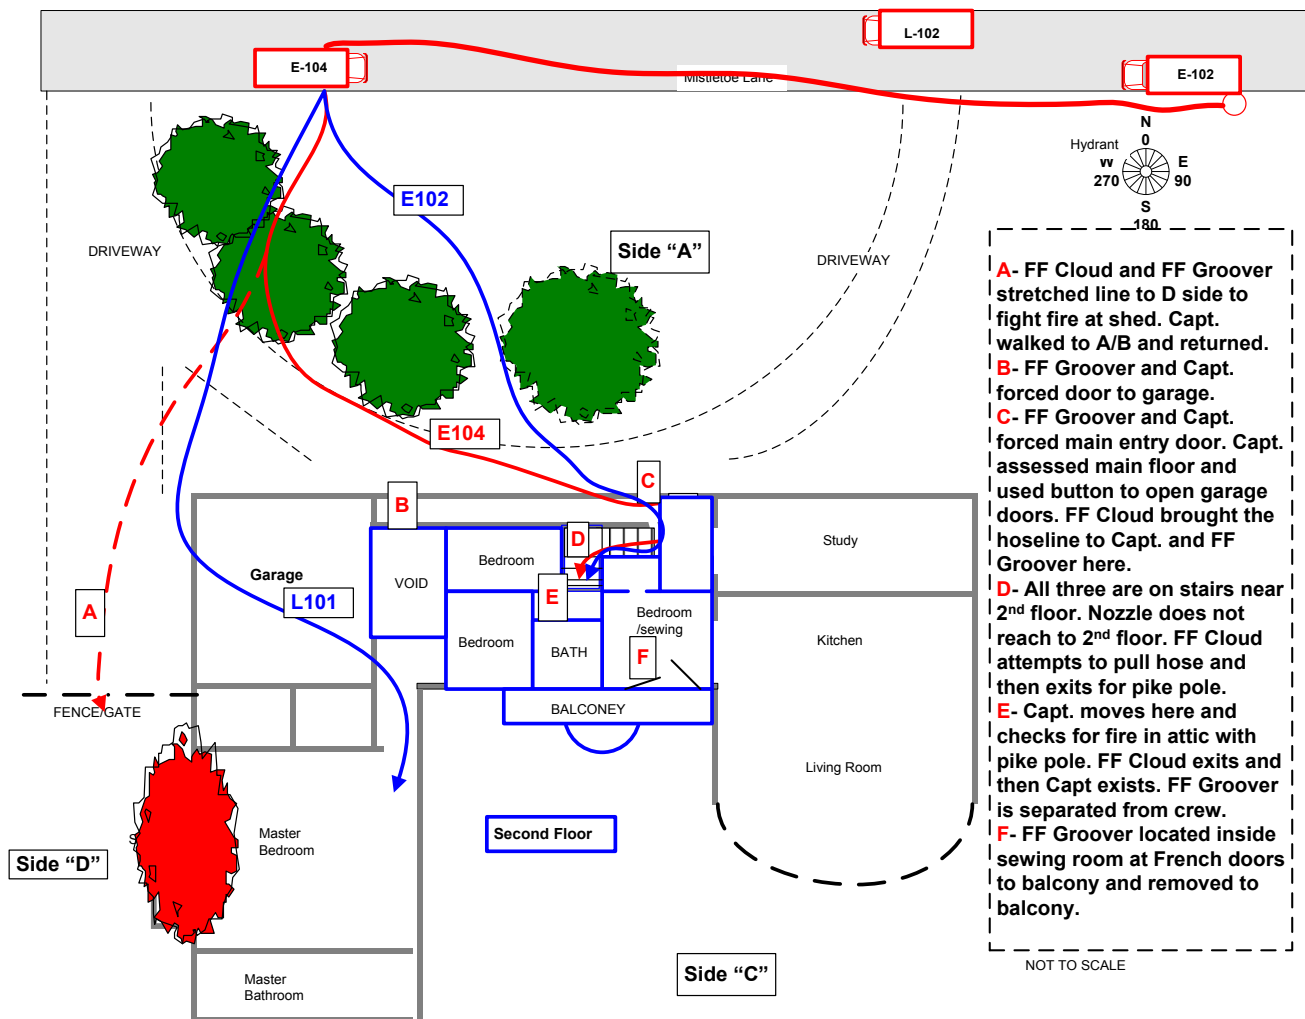 L-102
E-104
E-102
Mistletoe Lane
N
0
Hydrant
W
E
270
90
S
180
E102
Side “A”
DRIVEWAY
DRIVEWAY
A- FF Cloud and FF Groover
stretched line to D side to
fight fire at shed. Capt.
walked to A/B and returned.
B- FF Groover and Capt.
forced door to garage.
C- FF Groover and Capt.
forced main entry door. Capt.
assessed main floor and
used button to open garage
doors. FF Cloud brought the
hoseline to Capt. and FF
Groover here.
D- All three are on stairs near
2nd floor. Nozzle does not
reach to 2nd floor. FF Cloud
attempts to pull hose and
then exits for pike pole.
E- Capt. moves here and
checks for fire in attic with
pike pole. FF Cloud exits and
then Capt exists. FF Groover
is separated from crew.
F- FF Groover located inside
sewing room at French doors
to balcony and removed to
balcony.
NOT TO SCALE
E104
C
B
D
Study
Bedroom
Garage
VOID
L101
A
E
Bedroom
/sewing
Kitchen
Bedroom
BATH
F
FENCE/GATE
BALCONEY
Living Room
Second Floor
S
Master
Bedroom
Side “D”
Side “C”
Master
Bathroom